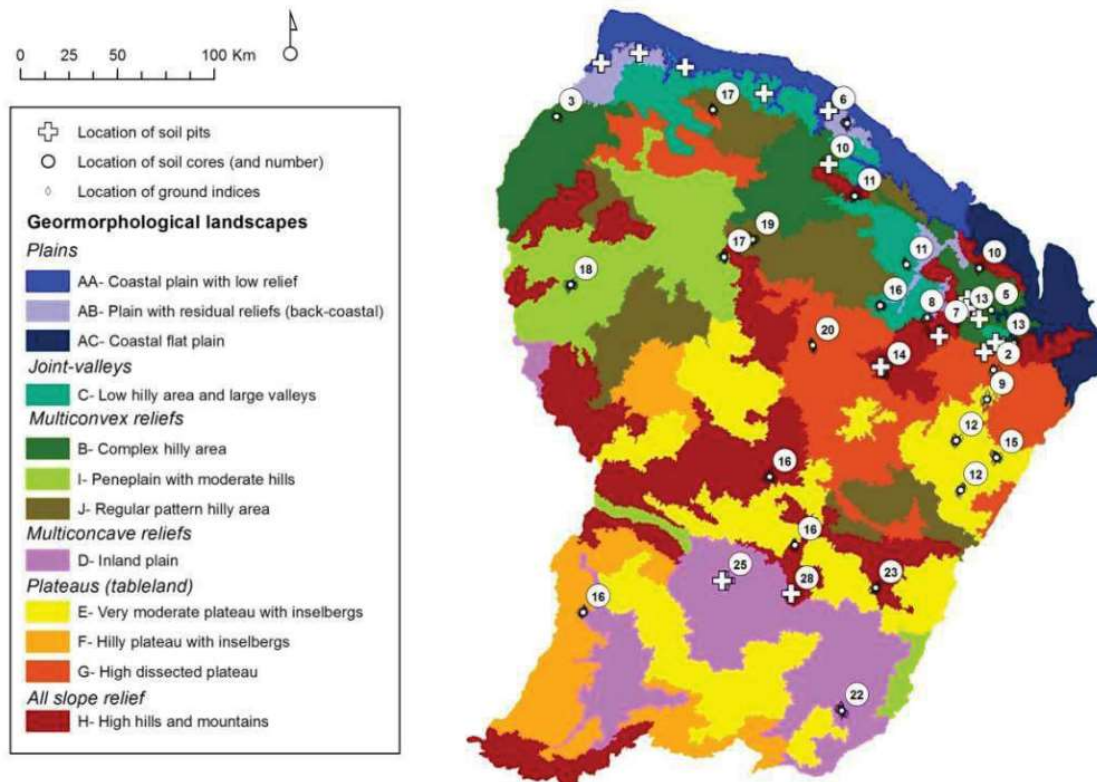 0 25 50 100 Km
Location of soil pits
Location of soil cores (and number)
Location of ground indices
Geormorphological landscapes
Plains
AA- Coastal plain with low relief
AB- Plain with residual reliefs (back-coastal)
AC- Coastal flat plain
Joint-valleys
C- Low hilly area and large valleys
Multiconvex reliefs
B- Complex hilly area
I- Peneplain with moderate hills
J- Regular pattern hilly area
Multiconcave reliefs
D- Inland plain
Plateaus (tableland)
E- Very moderate plateau with inselbergs
F- Hilly plateau with inselbergs
G- High dissected plateau
All slope relief
H- High hills and mountains
3
17
6
10
11
19
17
11
10
18
16
8
7
13
5
13
20
14
2
9
12
15
16
12
16
25
28
23
16
22